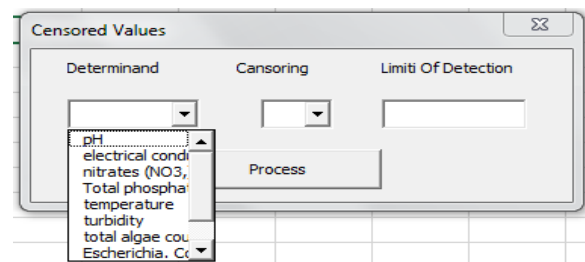 Censored Values
Determinand Cansoring Limiti Of Detection
pH
electrical cond
nitrates (NO3,
Total phosphat
temperature
turbidity
total algae cou
Escherichia. Co
Process